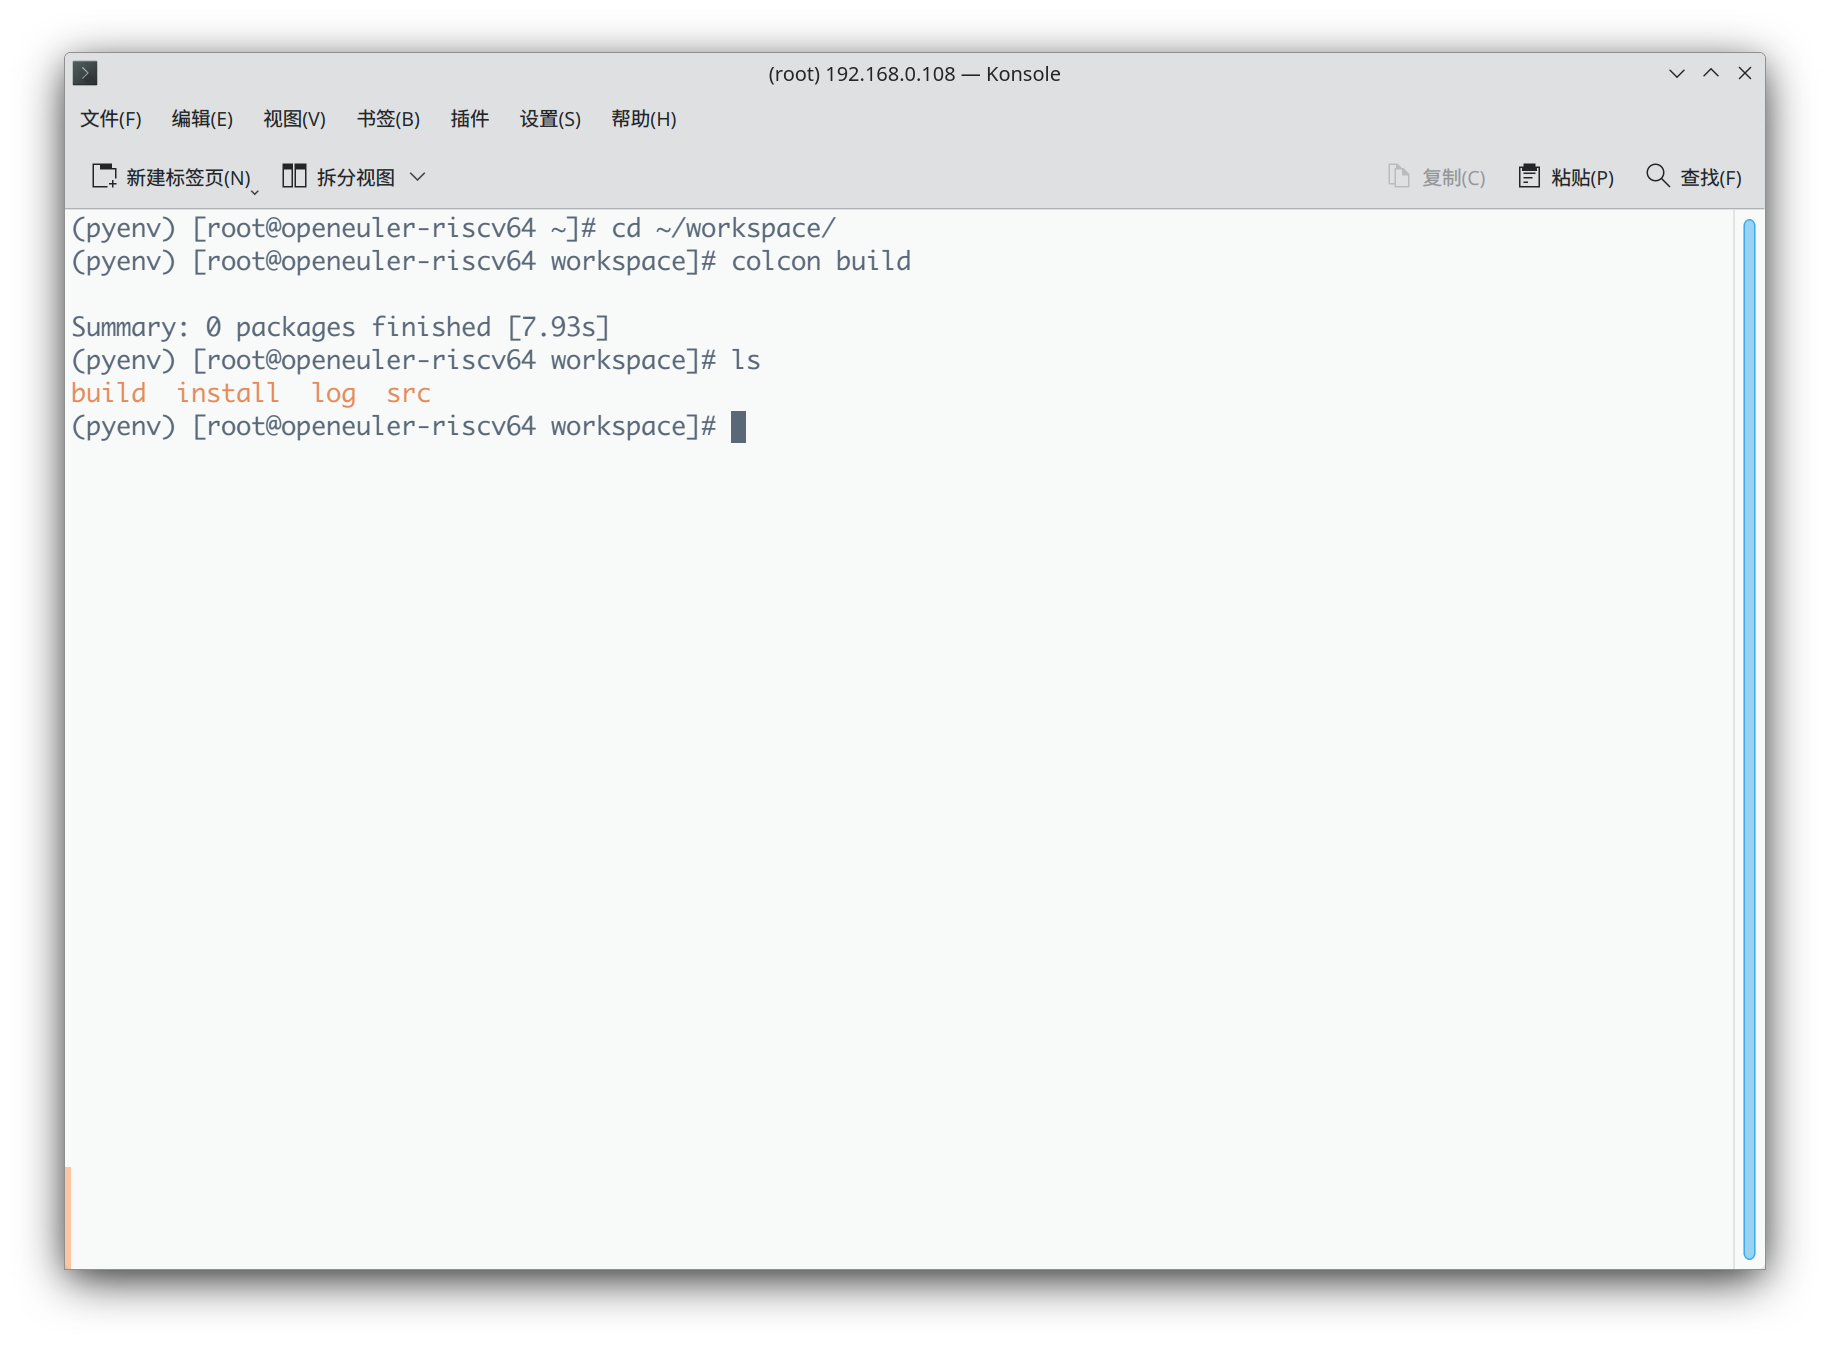 (root) 192.168.0.108 — Konsole
文件(F) 编辑(E) 视图(V) 书签(B) 插件 设置(S) 帮助(H)
新建标签页(N) 拆分视图 复制(C) 粘贴(P) 查找(F)
(pyenv) [root@openeuler-riscv64 ~]# cd ~/workspace/
(pyenv) [root@openeuler-riscv64 workspace]# colcon build
Summary: 0 packages finished [7.93s]
(pyenv) [root@openeuler-riscv64 workspace]# ls
build  install  log  src
(pyenv) [root@openeuler-riscv64 workspace]#